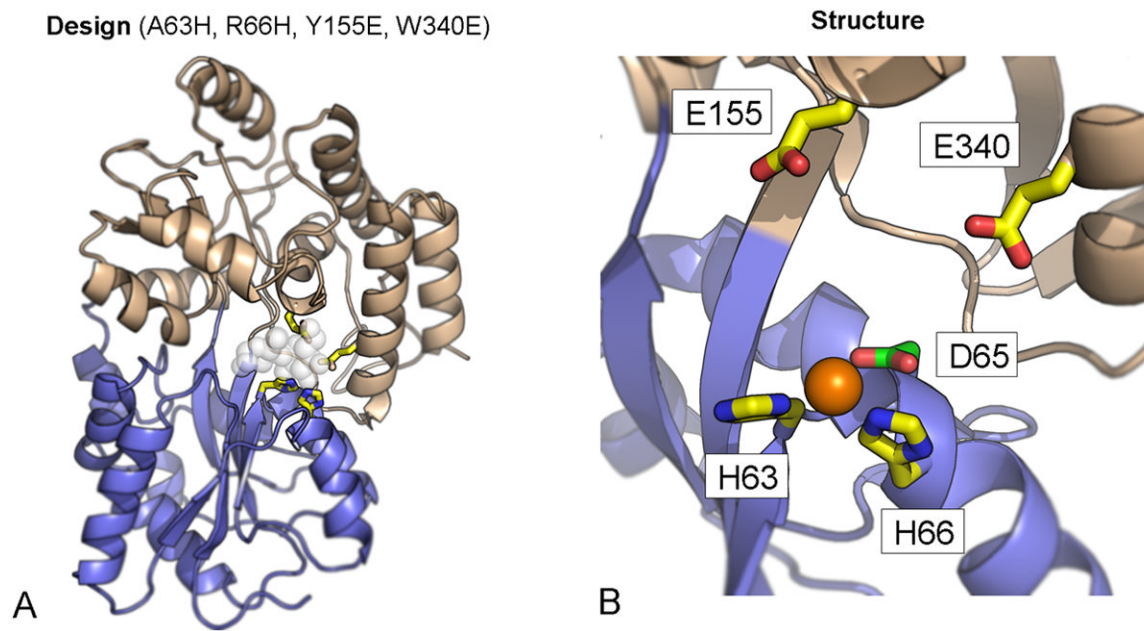 Design (A63H, R66H, Y155E, W340E)
A
Structure
E155
E340
D65
H63
H66
B